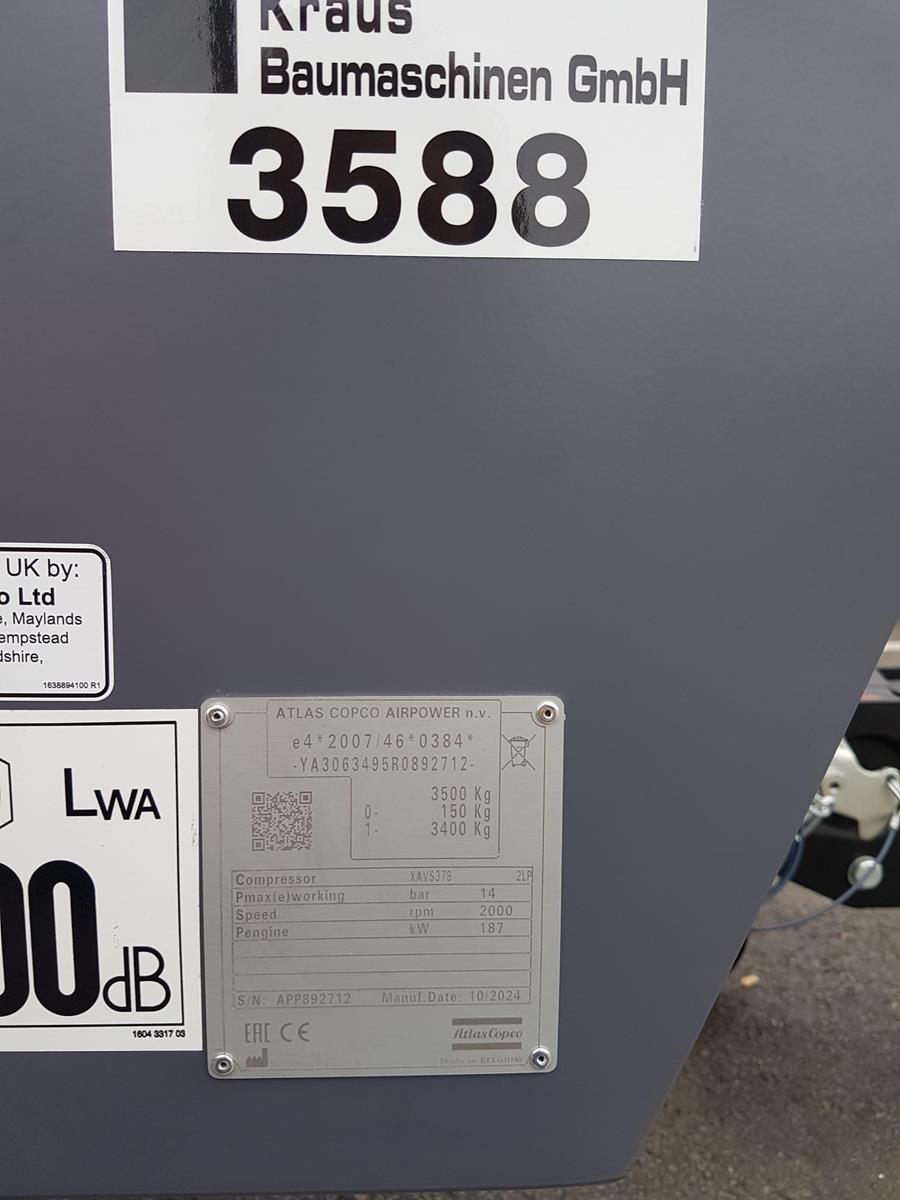 Kraus
Baumaschinen GmbH
3588
UK by:
o Ltd
e, Maylands
empstead
dshire,
1638894100 R1
LWA
00 dB
1604 3317 03
ATLAS COPCO AIRPOWER n.v.
e4*2007/46*0384*
-YA3063495R0892712-
3500 Kg
0- 150 Kg
1- 3400 Kg
Compressor XAVS378 2LP
Pmax(e)working bar 14
Speed rpm 2000
Pengine kW 187
S/N: APP892712 Manuf.Date: 10/2024
EAC CE
Atlas Copco
Made in BELGIUM